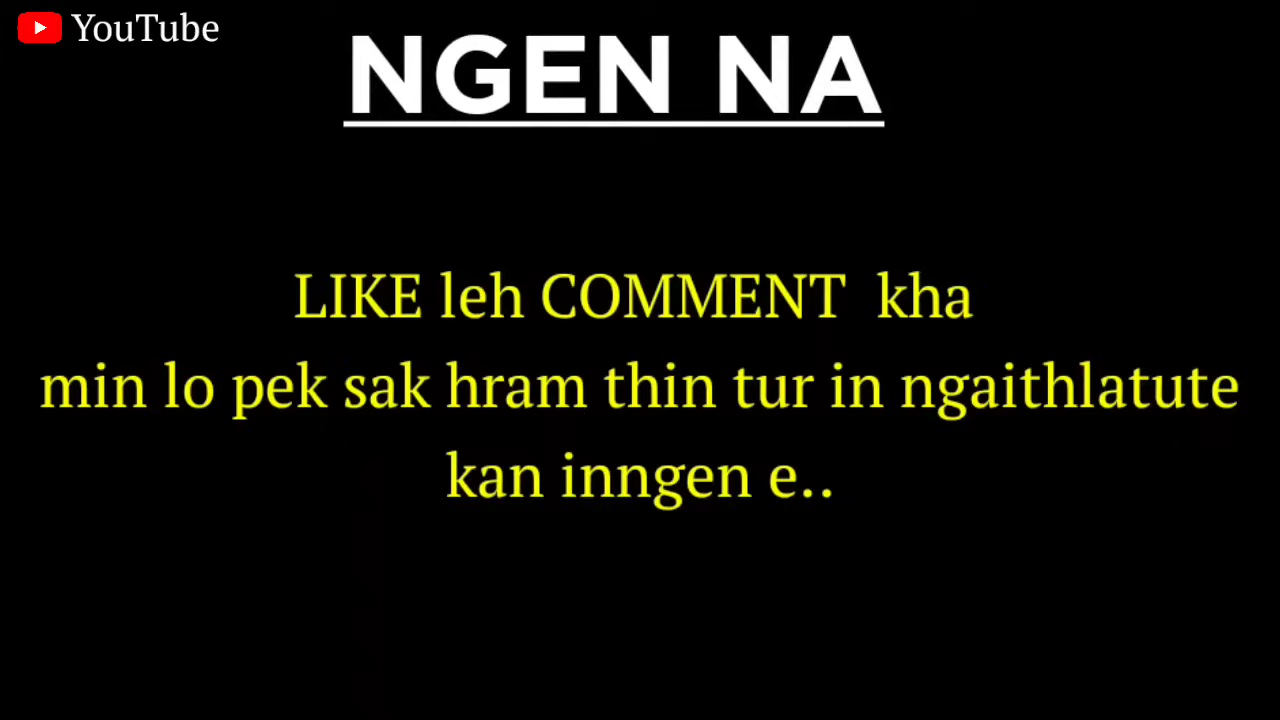 YouTube
NGEN NA
LIKE leh COMMENT kha
min lo pek sak hram thin tur in ngaithlatute
kan inngen e..